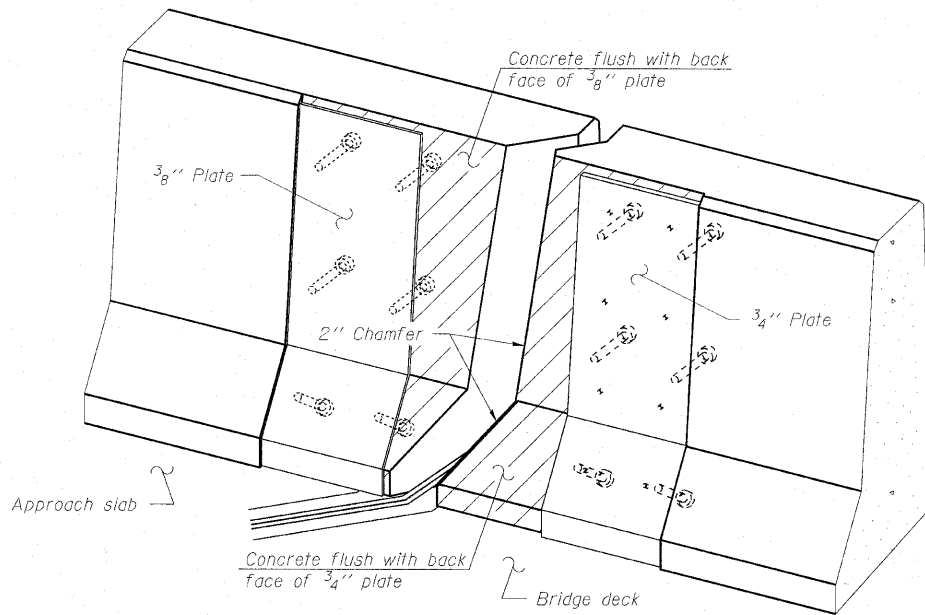 Concrete flush with back
face of 3/8" plate
3/8" Plate
2" Chamfer
3/4" Plate
Approach slab
Concrete flush with back
face of 3/4" plate
Bridge deck